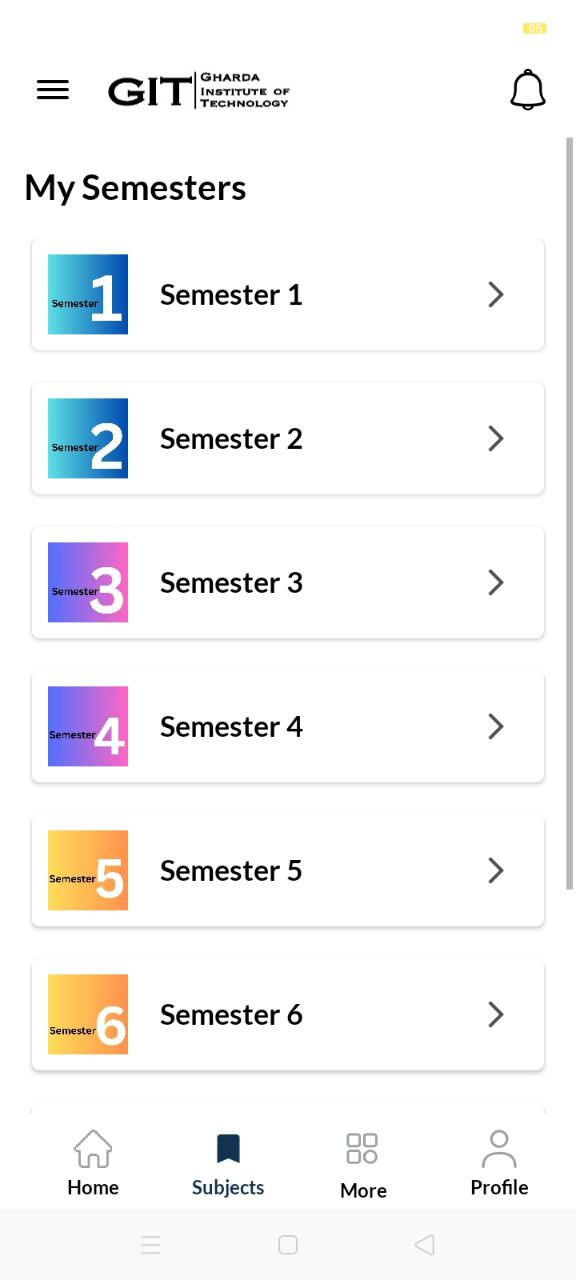 95
GIT
GHARDA
INSTITUTE OF
TECHNOLOGY
My Semesters
Semester 1
Semester 1
Semester 2
Semester 2
Semester 3
Semester 3
Semester 4
Semester 4
Semester 5
Semester 5
Semester 6
Semester 6
Home
Subjects
More
Profile